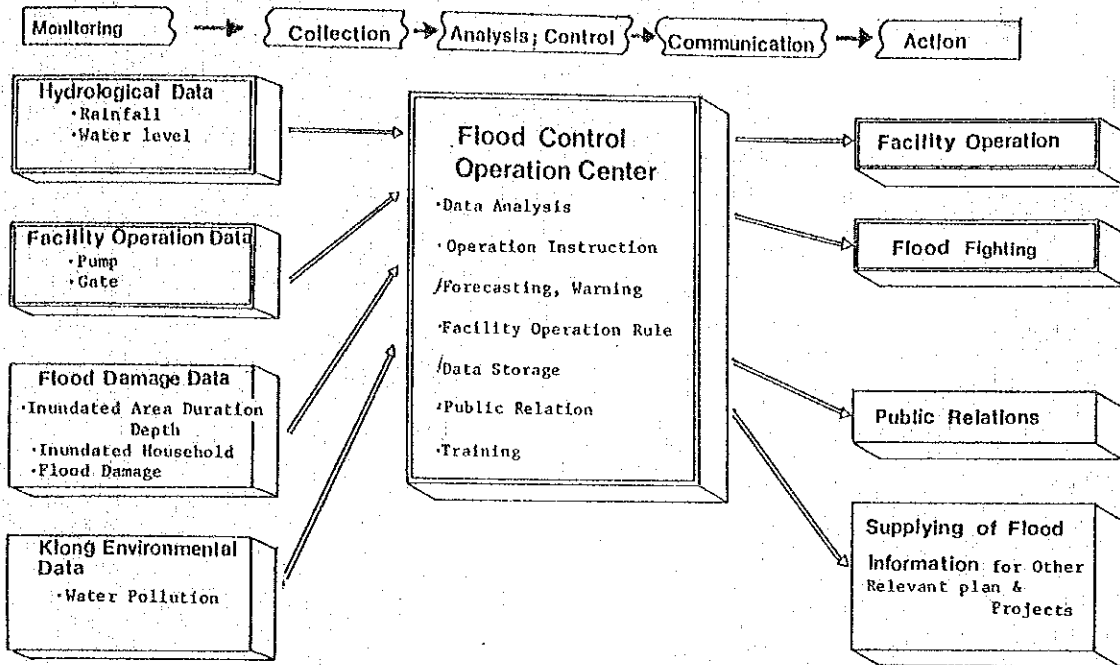 Monitoring
Collection
Analysis; Control
Communication
Action
Hydrological Data
·Rainfall
·Water level
Facility Operation Data
·Pump
·Gate
Flood Damage Data
·Inundated Area Duration
Depth
·Inundated Household
·Flood Damage
Klong Environmental
Data
·Water Pollution
Flood Control
Operation Center
·Data Analysis
·Operation Instruction
/Forecasting, Warning
·Facility Operation Rule
/Data Storage
·Public Relation
·Training
Facility Operation
Flood Fighting
Public Relations
Supplying of Flood
Information for Other
Relevant plan &
Projects